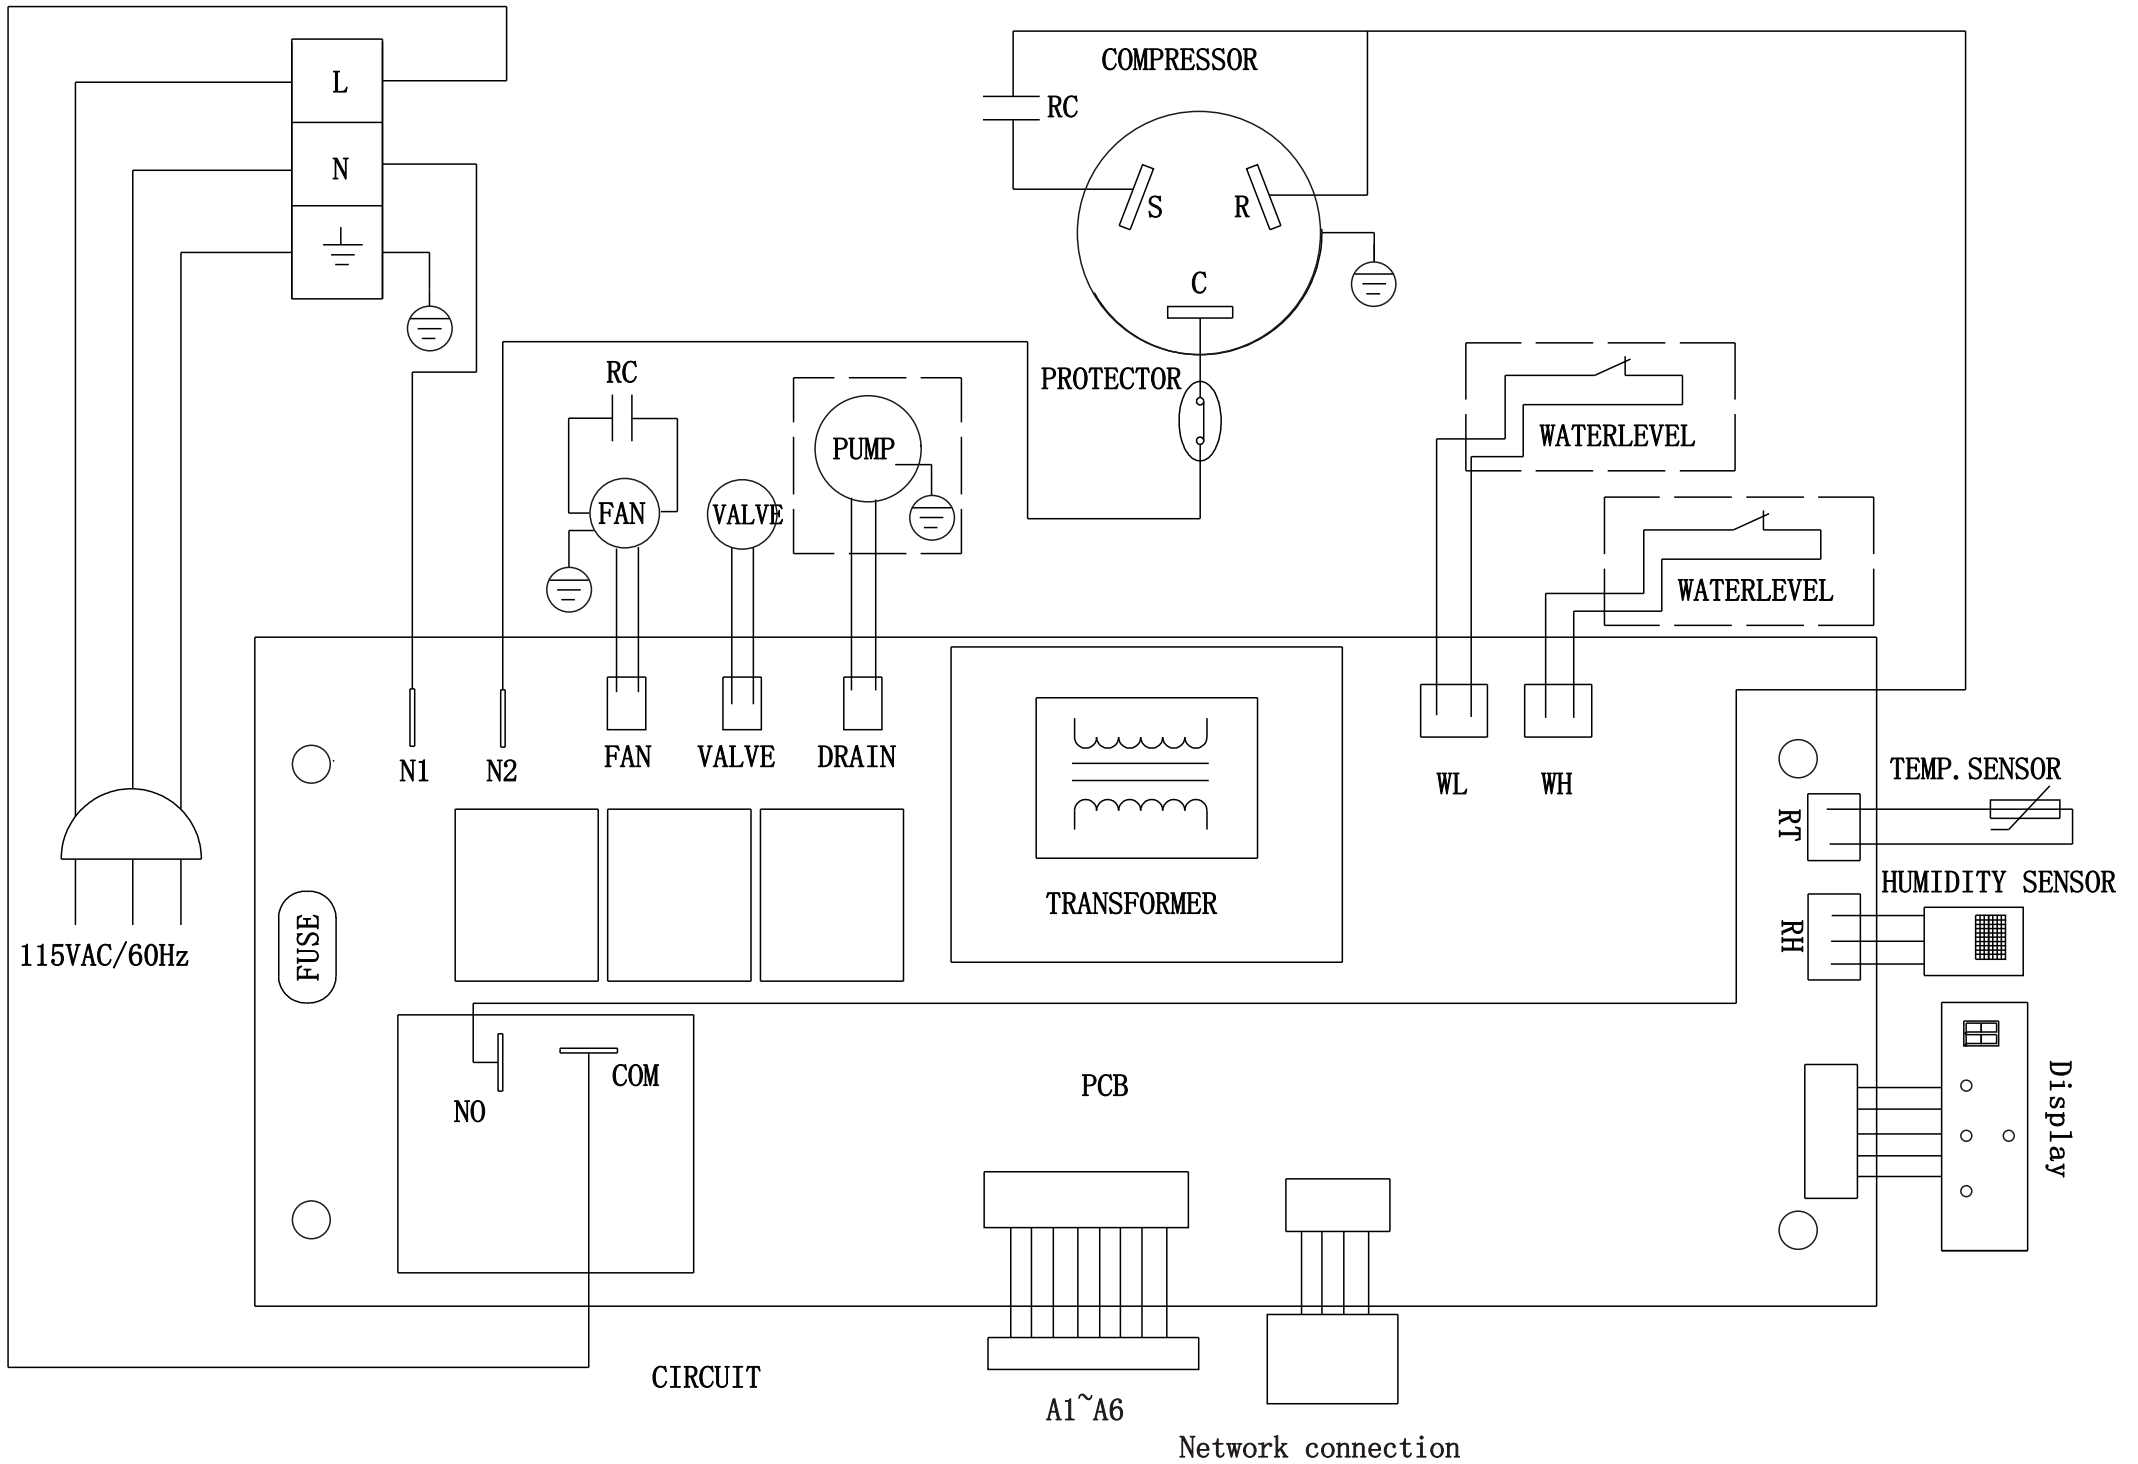 L
N
COMPRESSOR
RC
S
R
C
PROTECTOR
RC
FAN
VALVE
PUMP
WATERLEVEL
WATERLEVEL
N1
N2
FAN
VALVE
DRAIN
WL
WH
TEMP.SENSOR
RT
HUMIDITY SENSOR
RH
TRANSFORMER
115VAC/60Hz
FUSE
NO
COM
PCB
Display
CIRCUIT
A1~A6
Network connection